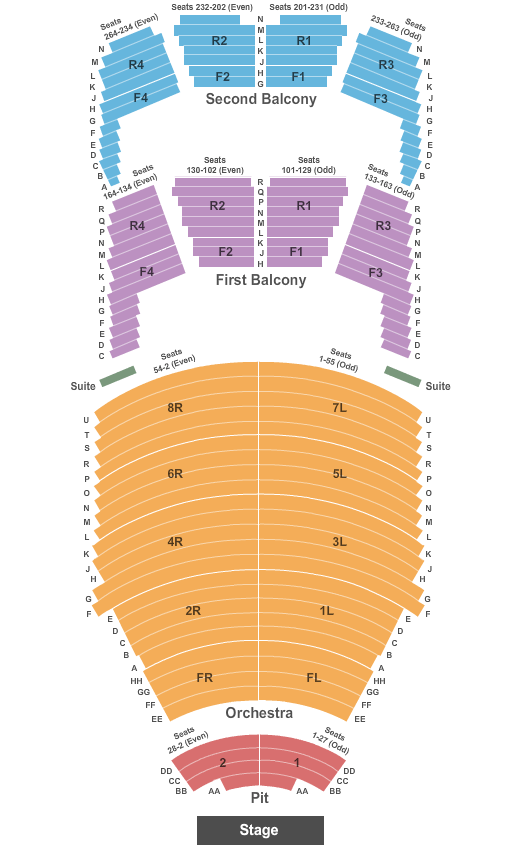 Seats 232-202 (Even)
Seats 201-231 (Odd)
Seats
264-234 (Even)
Seats
233-263 (Odd)
N
M
L
K
J
H
G
F
E
D
C
B
A
R4
F4
R2
F2
N
M
L
K
J
H
G
R1
F1
R3
F3
N
M
L
K
J
H
G
F
E
D
C
B
A
Second Balcony
Seats
164-134 (Even)
Seats
130-102 (Even)
Seats
101-129 (Odd)
Seats
133-163 (Odd)
R
Q
P
N
M
L
K
J
H
G
F
E
D
C
R4
F4
R2
F2
R
Q
P
N
M
L
K
J
H
R1
F1
R3
F3
R
Q
P
N
M
L
K
J
H
G
F
E
D
C
First Balcony
Suite
Seats
54-2 (Even)
Seats
1-55 (Odd)
Suite
U
T
S
R
P
O
N
M
L
K
J
H
G
F
E
D
C
B
A
HH
GG
FF
EE
8R
7L
6R
5L
4R
3L
2R
1L
FR
FL
U
T
S
R
P
O
N
M
L
K
J
H
G
F
E
D
C
B
A
HH
GG
FF
EE
Orchestra
Seats
28-2 (Even)
Seats
1-27 (Odd)
DD
CC
BB
AA
2
1
AA
DD
CC
BB
Pit
Stage